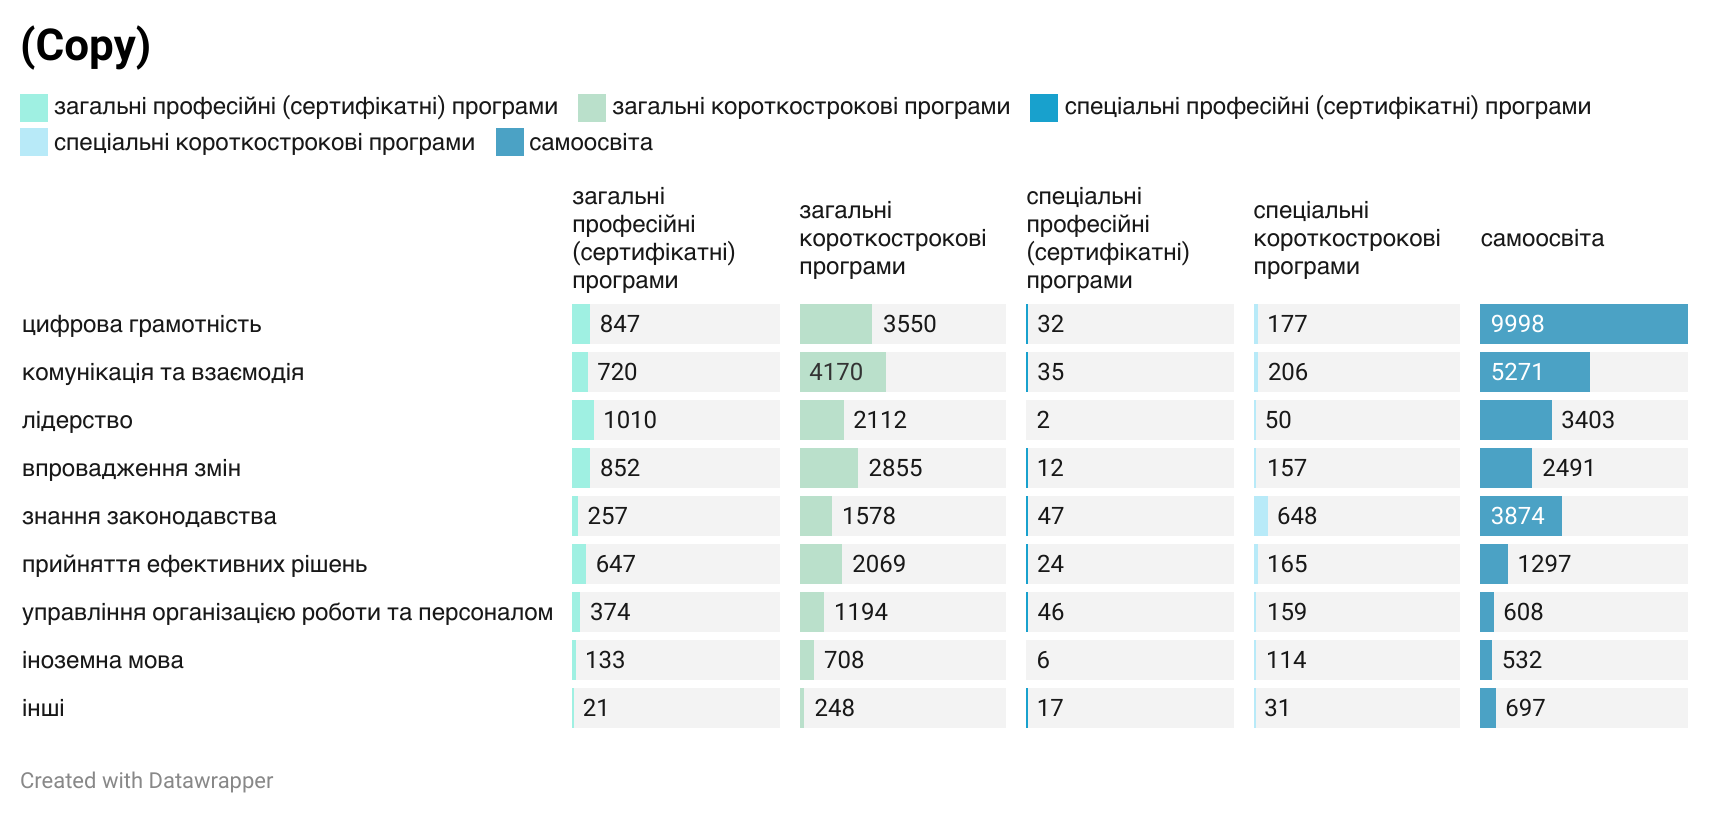 (Copy)
загальні професійні (сертифікатні) програми загальні короткострокові програми спеціальні професійні (сертифікатні) програми
спеціальні короткострокові програми самоосвіта
загальні
професійні
(сертифікатні)
програми
загальні
короткострокові
програми
спеціальні
професійні
(сертифікатні)
програми
спеціальні
короткострокові
програми
самоосвіта
цифрова грамотність 847 3550 32 177 9998
комунікація та взаємодія 720 4170 35 206 5271
лідерство 1010 2112 2 50 3403
впровадження змін 852 2855 12 157 2491
знання законодавства 257 1578 47 648 3874
прийняття ефективних рішень 647 2069 24 165 1297
управління організацією роботи та персоналом 374 1194 46 159 608
іноземна мова 133 708 6 114 532
інші 21 248 17 31 697
Created with Datawrapper